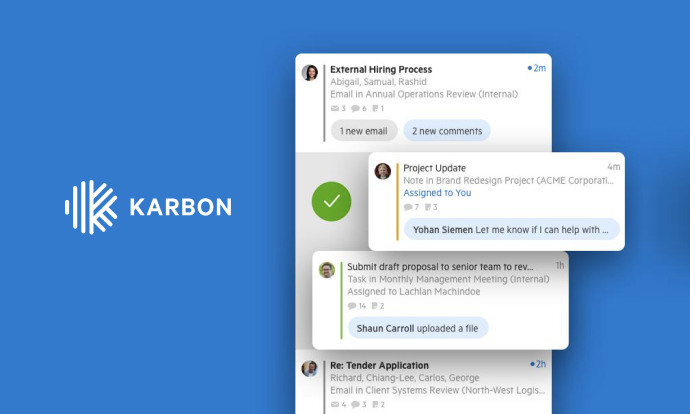 KARBON
External Hiring Process
2m
Abigail, Samual, Rashid
Email in Annual Operations Review (Internal)
3 6 1
1 new email 2 new comments
Project Update
4m
Note in Brand Redesign Project (ACME Corporati...
Assigned to You
7 3
Yohan Siemen Let me know if I can help with ...
Submit draft proposal to senior team to rev...
1h
Task in Monthly Management Meeting (Internal)
Assigned to Lachlan Machindoe
14 2
Shaun Carroll uploaded a file
Re: Tender Application
2h
Richard, Chiang-Lee, Carlos, George
Email in Client Systems Review (North-West Logis...
4 3 2